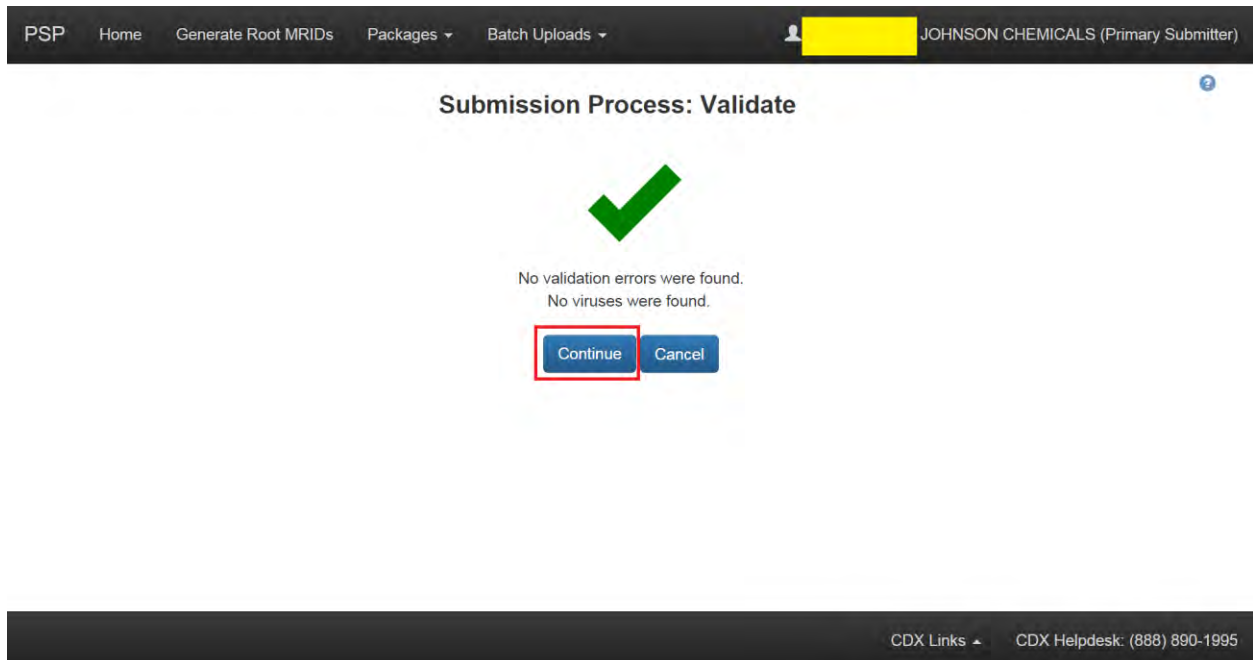 PSP Home Generate Root MRIDs Packages Batch Uploads JOHNSON CHEMICALS (Primary Submitter)
Submission Process: Validate
No validation errors were found.
No viruses were found.
Continue Cancel
CDX Links CDX Helpdesk: (888) 890-1995